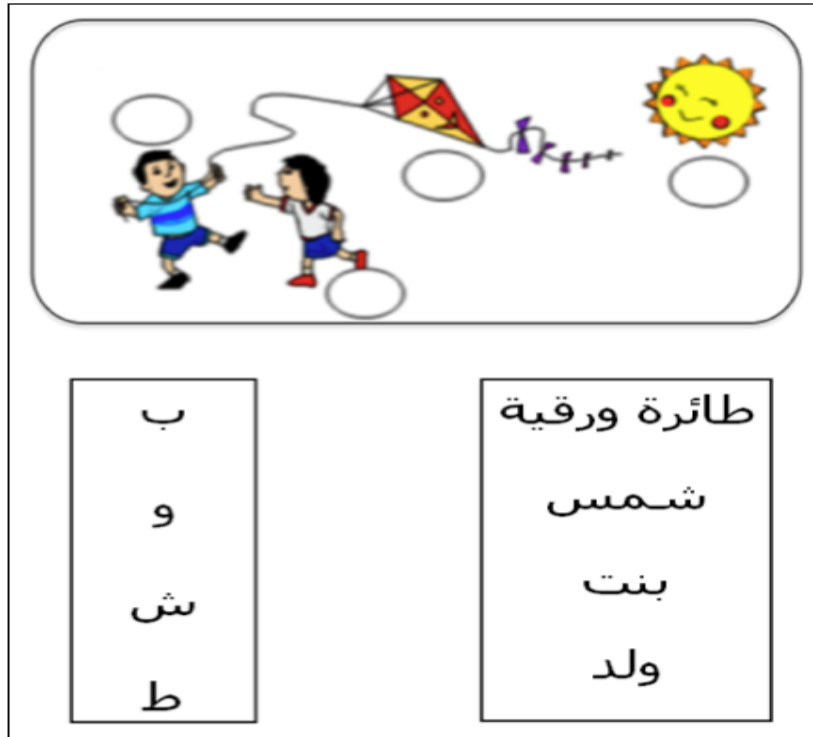 طائرة ورقية
شمس
بنت
ولد
ب
و
ش
ط